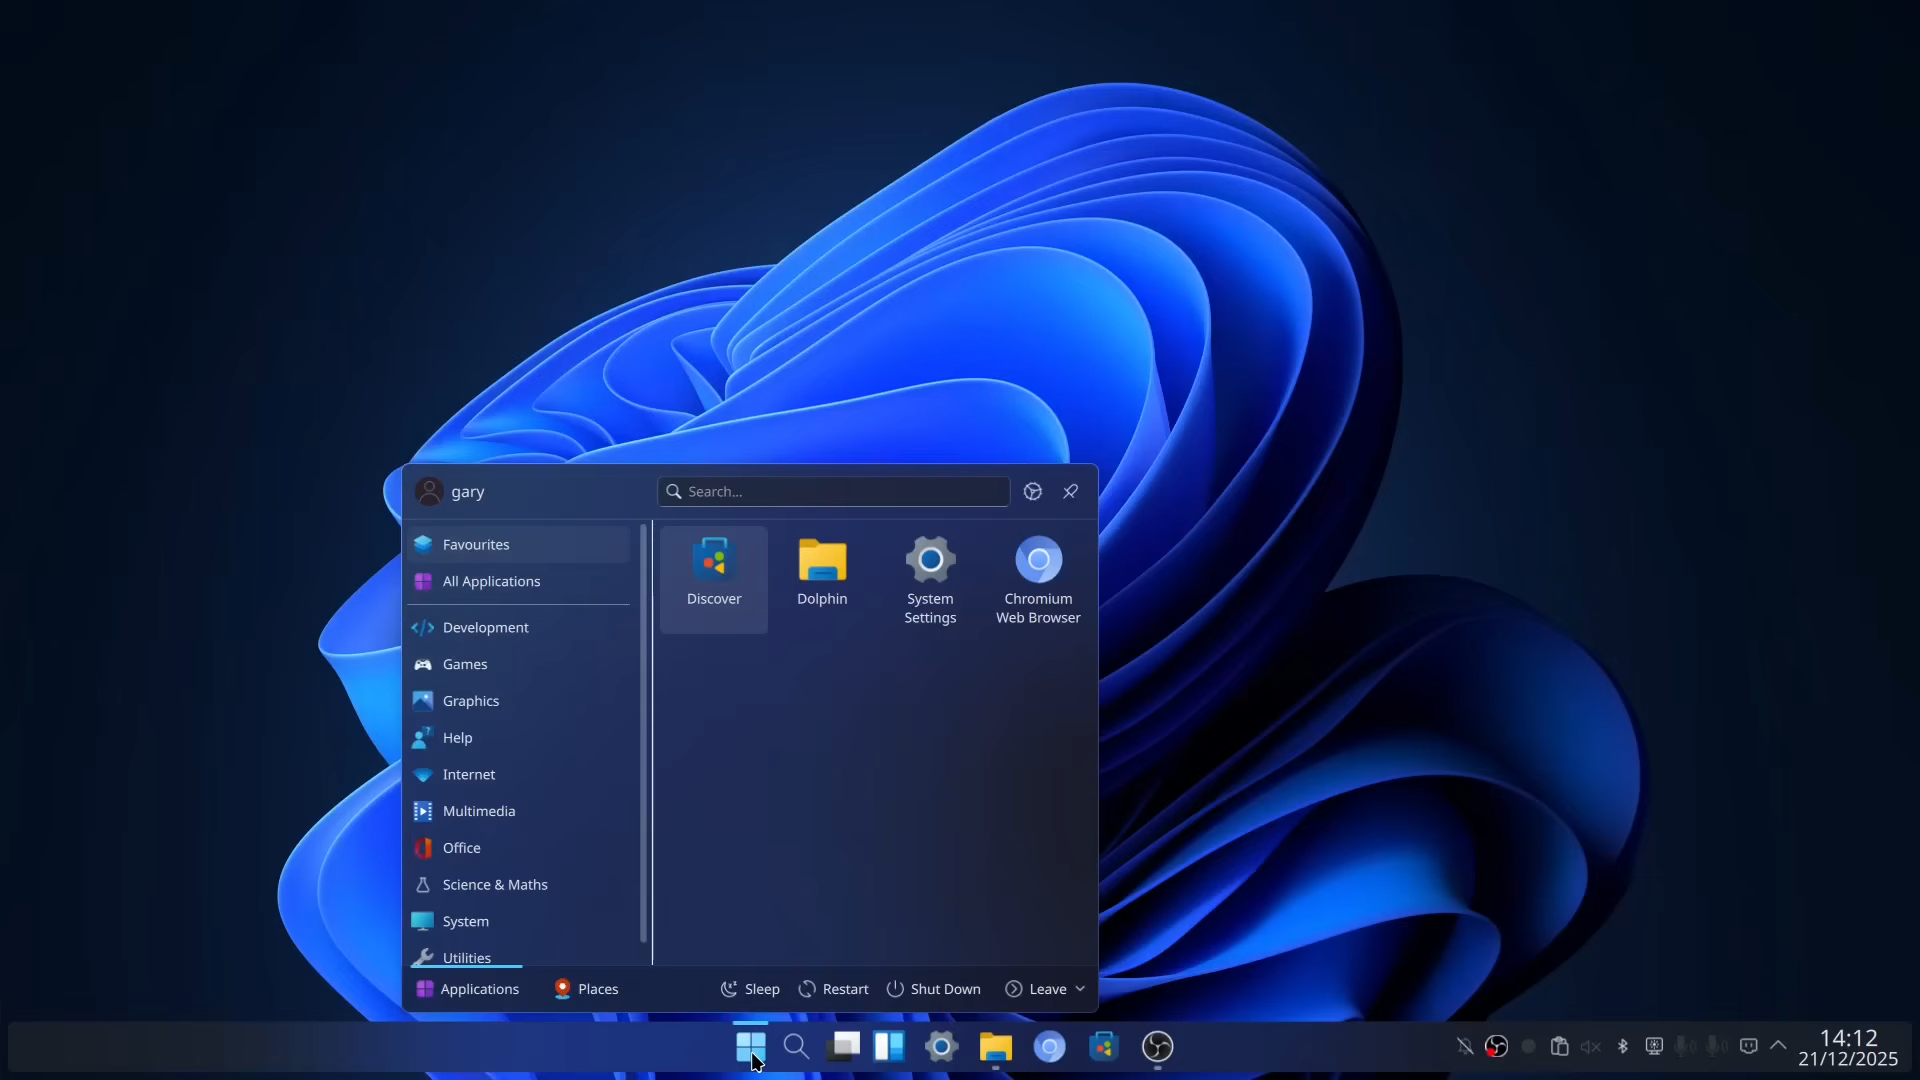 gary
Search...
Favourites
All Applications
Development
Games
Graphics
Help
Internet
Multimedia
Office
Science & Maths
System
Utilities
Discover
Dolphin
System
Settings
Chromium
Web Browser
Applications
Places
Sleep
Restart
Shut Down
Leave
14:12
21/12/2025